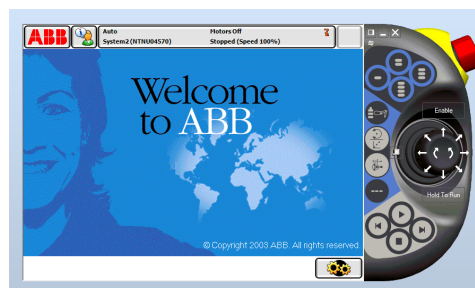 ABB
Auto
System2 (NTNU04570)
Motors Off
Stopped (Speed 100%)
Welcome
to ABB
© Copyright 2003 ABB. All rights reserved.
Enable
Hold To Run